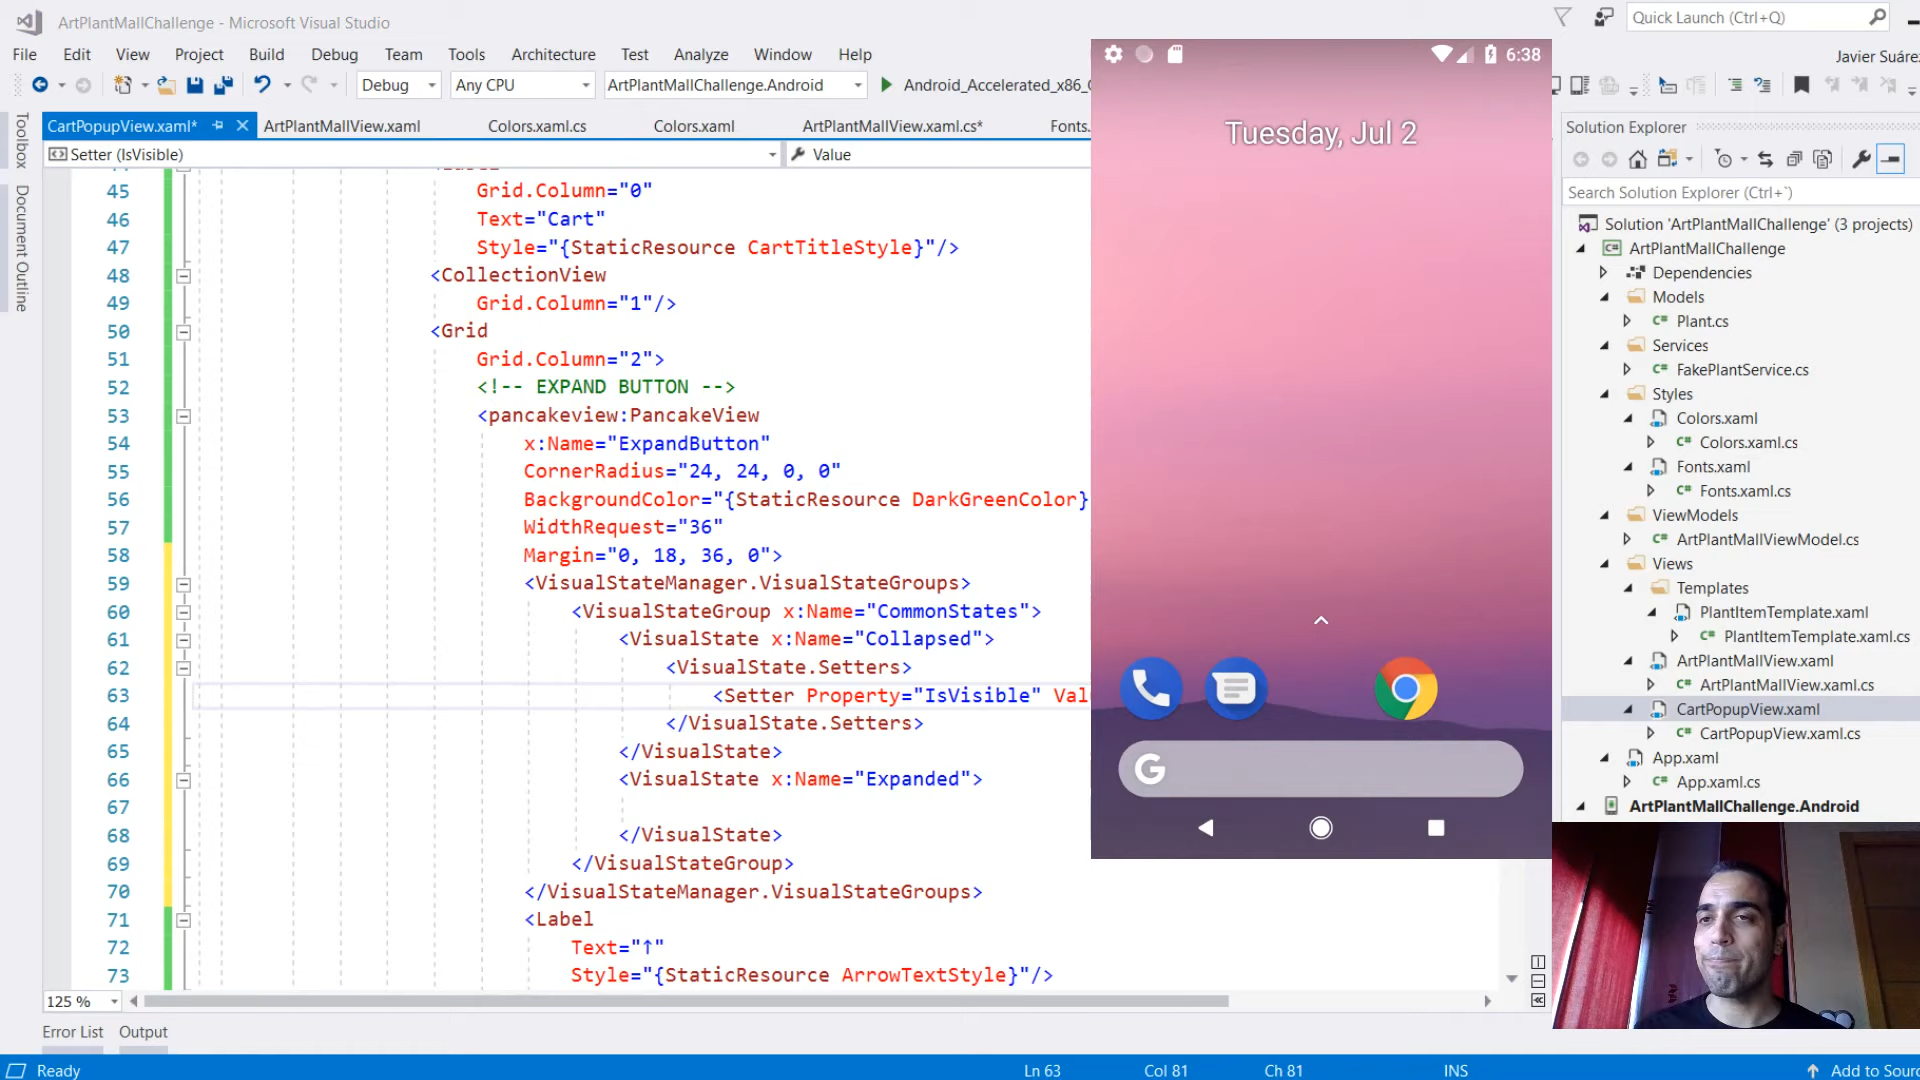 ArtPlantMallChallenge - Microsoft Visual Studio
Quick Launch (Ctrl+Q)
File Edit View Project Build Debug Team Tools Architecture Test Analyze Window Help
Javier Suáre
Debug Any CPU ArtPlantMallChallenge.Android Android_Accelerated_x86_
CartPopupView.xaml* ArtPlantMallView.xaml Colors.xaml.cs Colors.xaml ArtPlantMallView.xaml.cs* Fonts.
Setter (IsVisible) Value
Toolbox
Document Outline
45 Grid.Column="0"
46 Text="Cart"
47 Style="{StaticResource CartTitleStyle}"/>
48 <CollectionView
49 Grid.Column="1"/>
50 <Grid
51 Grid.Column="2">
52 <!-- EXPAND BUTTON -->
53 <pancakeview:PancakeView
54 x:Name="ExpandButton"
55 CornerRadius="24, 24, 0, 0"
56 BackgroundColor="{StaticResource DarkGreenColor}
57 WidthRequest="36"
58 Margin="0, 18, 36, 0">
59 <VisualStateManager.VisualStateGroups>
60 <VisualStateGroup x:Name="CommonStates">
61 <VisualState x:Name="Collapsed">
62 <VisualState.Setters>
63 <Setter Property="IsVisible" Val
64 </VisualState.Setters>
65 </VisualState>
66 <VisualState x:Name="Expanded">
67
68 </VisualState>
69 </VisualStateGroup>
70 </VisualStateManager.VisualStateGroups>
71 <Label
72 Text="↑"
73 Style="{StaticResource ArrowTextStyle}"/>
125 %
Error List Output
Ready
Ln 63 Col 81 Ch 81 INS
Add to Sourc
6:38
Tuesday, Jul 2
G
Solution Explorer
Search Solution Explorer (Ctrl+`)
Solution 'ArtPlantMallChallenge' (3 projects)
ArtPlantMallChallenge
Dependencies
Models
Plant.cs
Services
FakePlantService.cs
Styles
Colors.xaml
Colors.xaml.cs
Fonts.xaml
Fonts.xaml.cs
ViewModels
ArtPlantMallViewModel.cs
Views
Templates
PlantItemTemplate.xaml
PlantItemTemplate.xaml.cs
ArtPlantMallView.xaml
ArtPlantMallView.xaml.cs
CartPopupView.xaml
CartPopupView.xaml.cs
App.xaml
App.xaml.cs
ArtPlantMallChallenge.Android